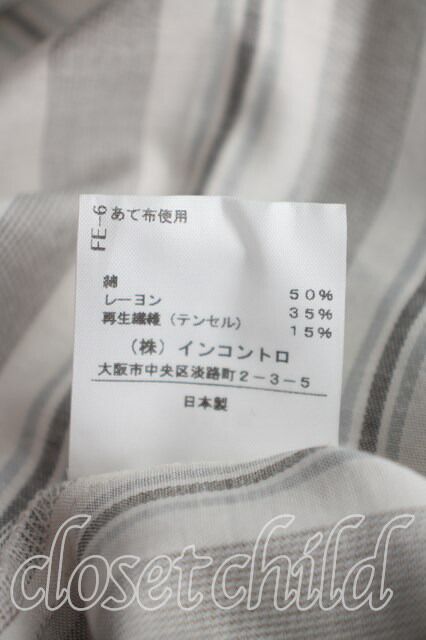 FE-6
あて布使用
綿 50%
レーヨン 35%
再生繊維（テンセル） 15%
（株）インコントロ
大阪市中央区淡路町2-3-5
日本製
closet child